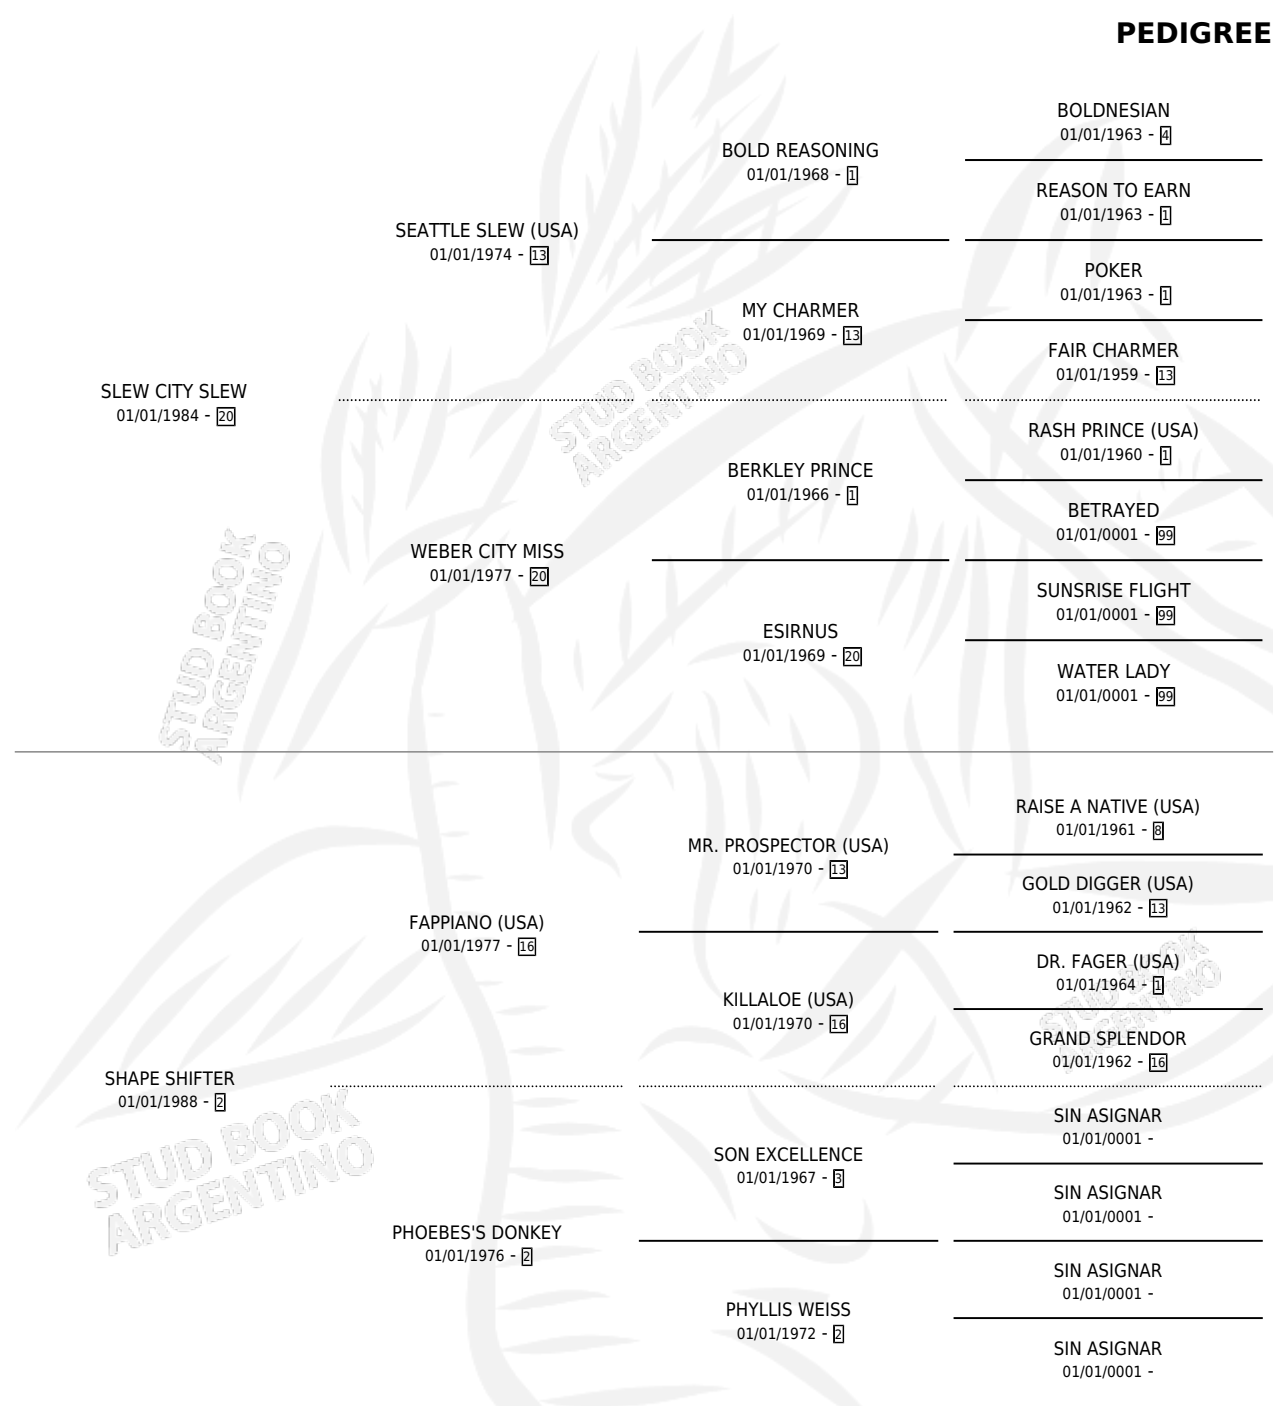 PEDIGREE
BOLDNESIAN
01/01/1963 - 4
BOLD REASONING
01/01/1968 - 1
REASON TO EARN
01/01/1963 - 1
SEATTLE SLEW (USA)
01/01/1974 - 13
POKER
01/01/1963 - 1
MY CHARMER
01/01/1969 - 13
FAIR CHARMER
01/01/1959 - 13
SLEW CITY SLEW
01/01/1984 - 20
STUD BOOK
ARGENTINO
RASH PRINCE (USA)
01/01/1960 - 1
BERKLEY PRINCE
01/01/1966 - 1
BETRAYED
01/01/0001 - 99
WEBER CITY MISS
01/01/1977 - 20
SUNSRISE FLIGHT
01/01/0001 - 99
ESIRNUS
01/01/1969 - 20
WATER LADY
01/01/0001 - 99
STUD BOOK
ARGENTINO
RAISE A NATIVE (USA)
01/01/1961 - 8
MR. PROSPECTOR (USA)
01/01/1970 - 13
GOLD DIGGER (USA)
01/01/1962 - 13
FAPPIANO (USA)
01/01/1977 - 16
DR. FAGER (USA)
01/01/1964 - 1
KILLALOE (USA)
01/01/1970 - 16
STUD BOOK
ARGENTINO
GRAND SPLENDOR
01/01/1962 - 16
SHAPE SHIFTER
01/01/1988 - 2
SIN ASIGNAR
01/01/0001 -
SON EXCELLENCE
01/01/1967 - 3
STUD BOOK
ARGENTINO
SIN ASIGNAR
01/01/0001 -
PHOEBES'S DONKEY
01/01/1976 - 2
SIN ASIGNAR
01/01/0001 -
PHYLLIS WEISS
01/01/1972 - 2
SIN ASIGNAR
01/01/0001 -